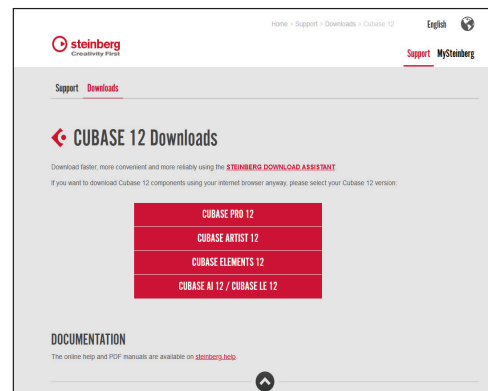 Home > Support > Downloads > Cubase 12
English
steinberg
Creativity First
Support MySteinberg
Support Downloads
CUBASE 12 Downloads
Download faster, more convenient and more reliably using the STEINBERG DOWNLOAD ASSISTANT
If you want to download Cubase 12 components using your internet browser anyway, please select your Cubase 12 version:
CUBASE PRO 12
CUBASE ARTIST 12
CUBASE ELEMENTS 12
CUBASE AI 12 / CUBASE LE 12
DOCUMENTATION
The online help and PDF manuals are available on steinberg.help.